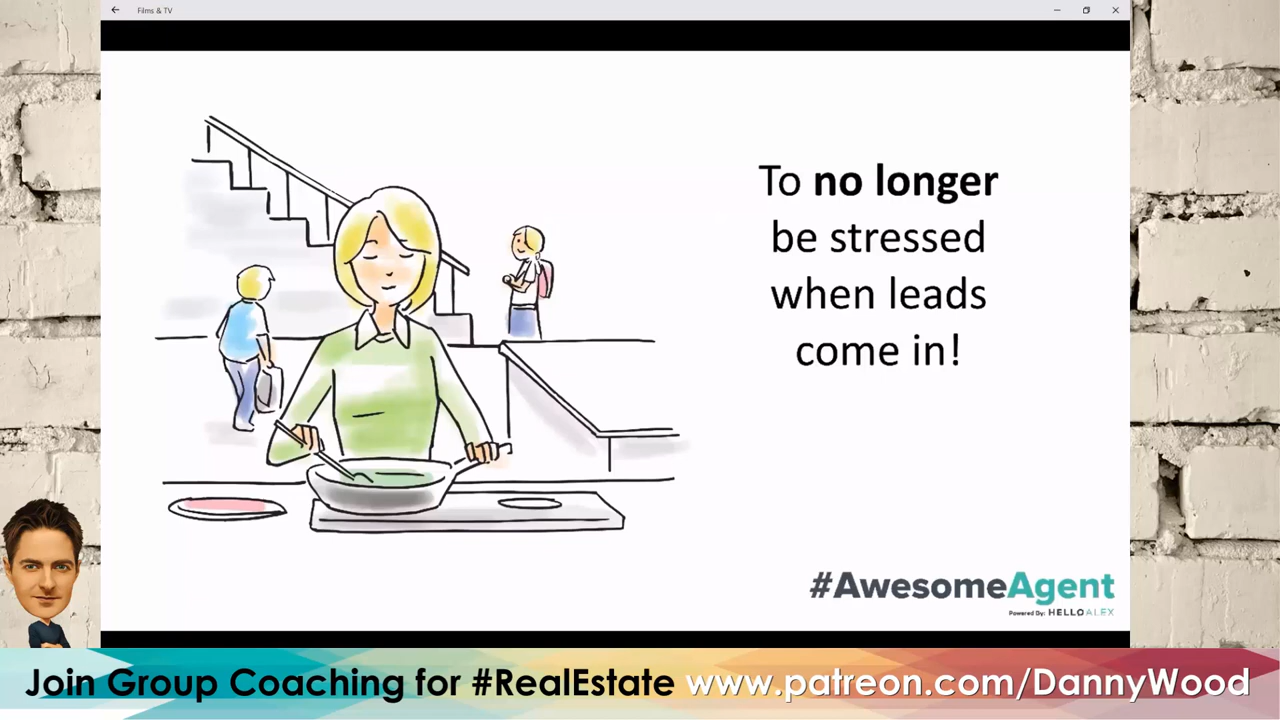 Films & TV
To no longer
be stressed
when leads
come in!
#AwesomeAgent
Powered By: HELLOALEX
Join Group Coaching for #RealEstate www.patreon.com/DannyWood